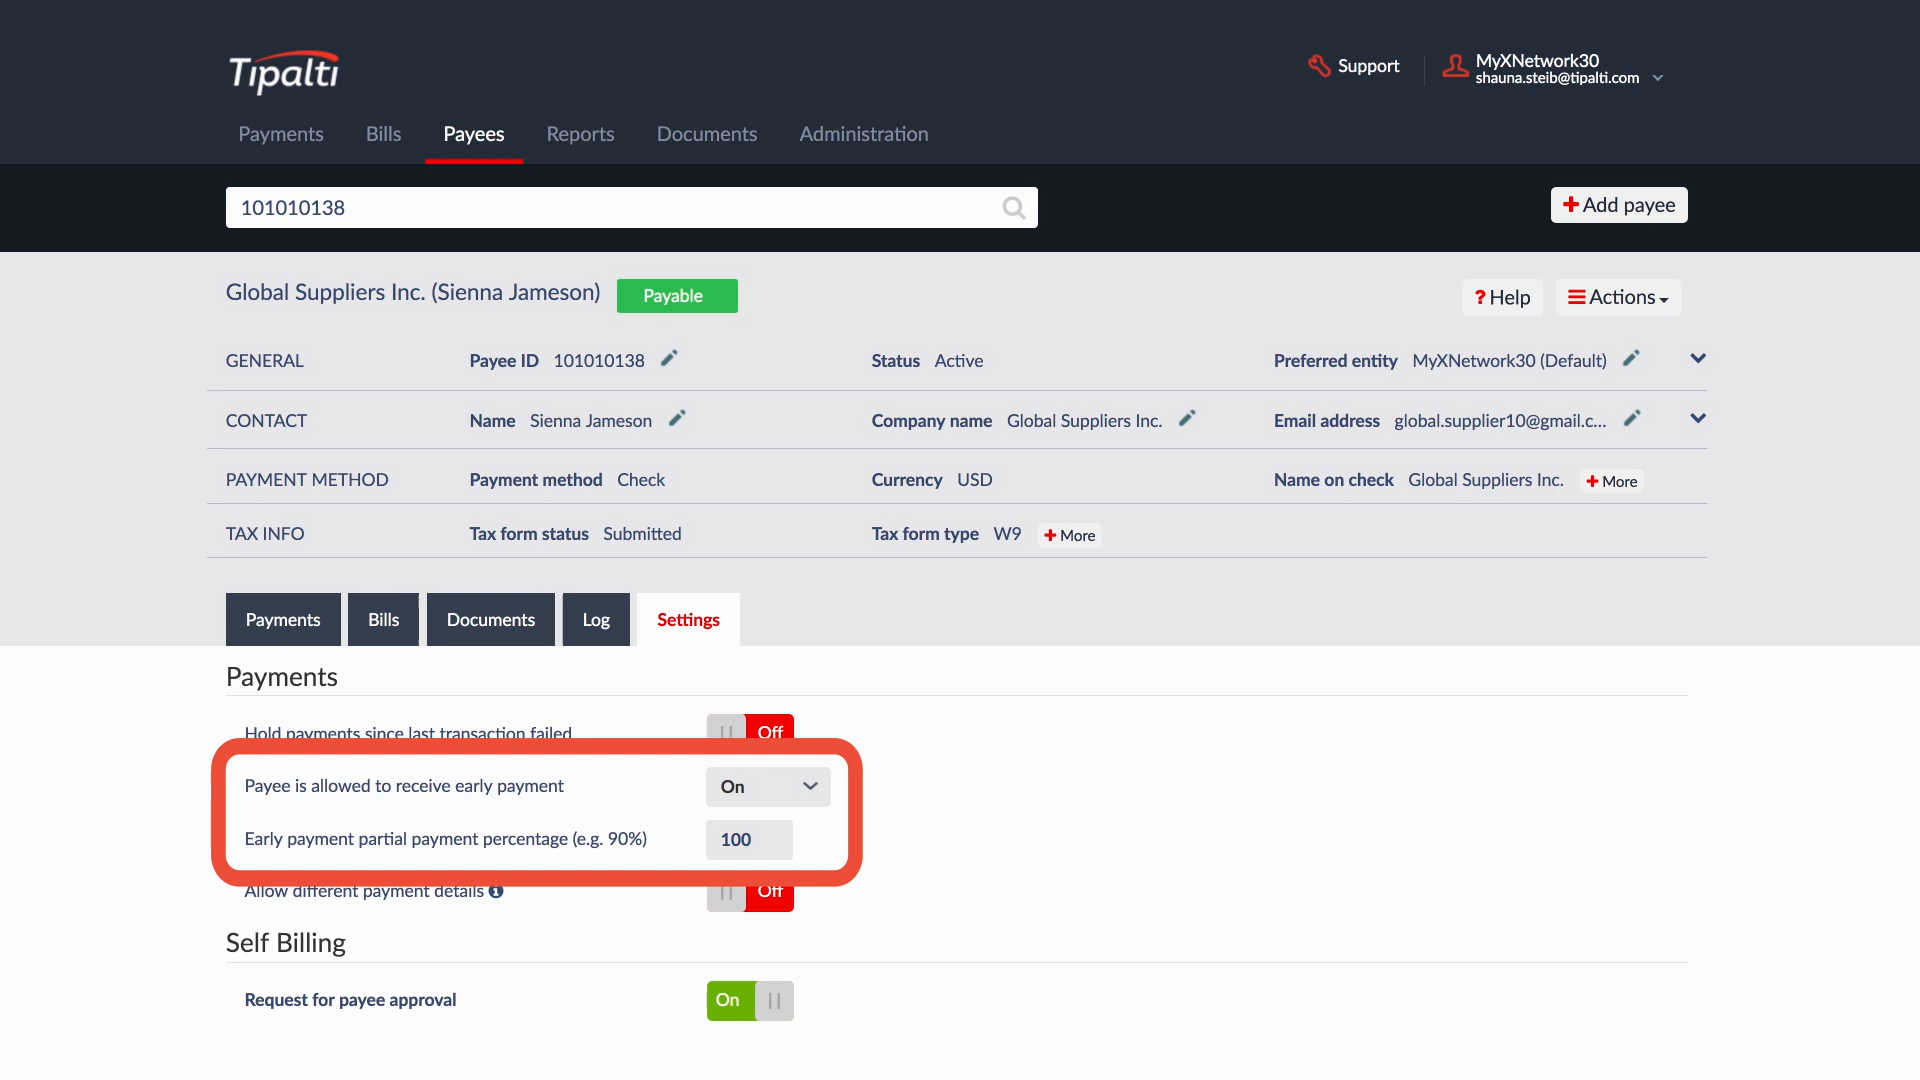 Tipalti
Support
MyXNetwork30
shauna.steib@tipalti.com
Payments Bills Payees Reports Documents Administration
101010138
Add payee
Global Suppliers Inc. (Sienna Jameson) Payable
? Help Actions
GENERAL Payee ID 101010138 Status Active Preferred entity MyXNetwork30 (Default)
CONTACT Name Sienna Jameson Company name Global Suppliers Inc. Email address global.supplier10@gmail.c...
PAYMENT METHOD Payment method Check Currency USD Name on check Global Suppliers Inc. + More
TAX INFO Tax form status Submitted Tax form type W9 + More
Payments Bills Documents Log Settings
Payments
Hold payments since last transaction failed Off
Payee is allowed to receive early payment On
Early payment partial payment percentage (e.g. 90%) 100
Allow different payment details Off
Self Billing
Request for payee approval On